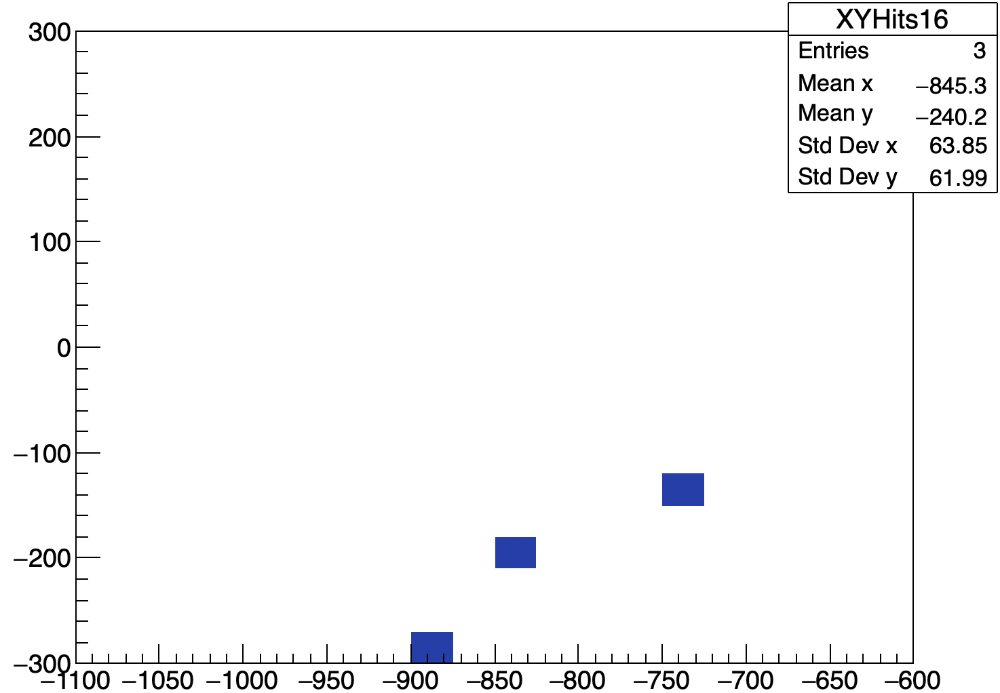 XYHits16
Entries 3
Mean x −845.3
Mean y −240.2
Std Dev x 63.85
Std Dev y 61.99
300
200
100
0
−100
−200
−300
−1100 −1050 −1000 −950 −900 −850 −800 −750 −700 −650 −600